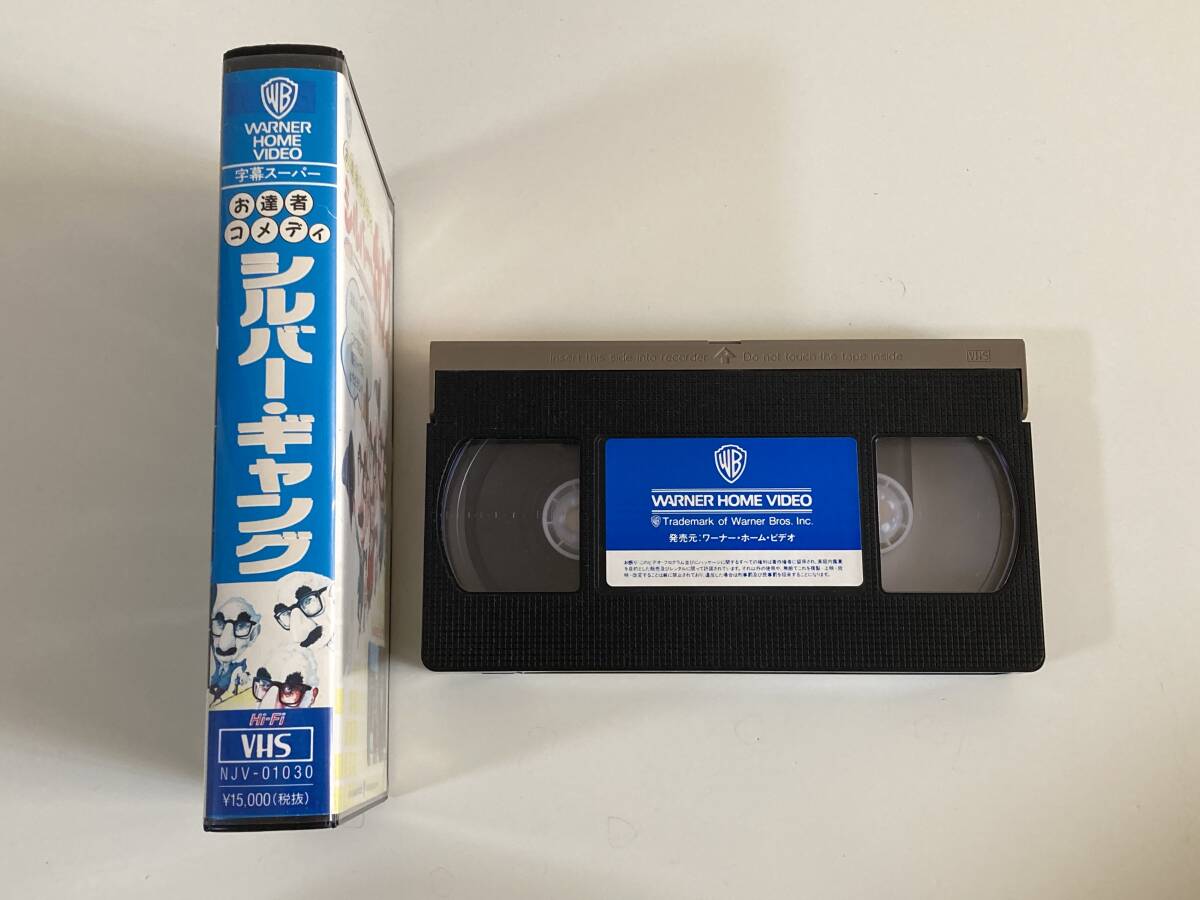 WB
WARNER
HOME
VIDEO
字幕スーパー
お達者
コメディ
シルバー・ギャング
Hi-Fi
VHS
NJV-01030
¥15,000(税抜)
Insert this side into recorder
Do not touch the tape inside
VHS
WB
WARNER HOME VIDEO
Trademark of Warner Bros. Inc.
発売元:ワーナー・ホーム・ビデオ